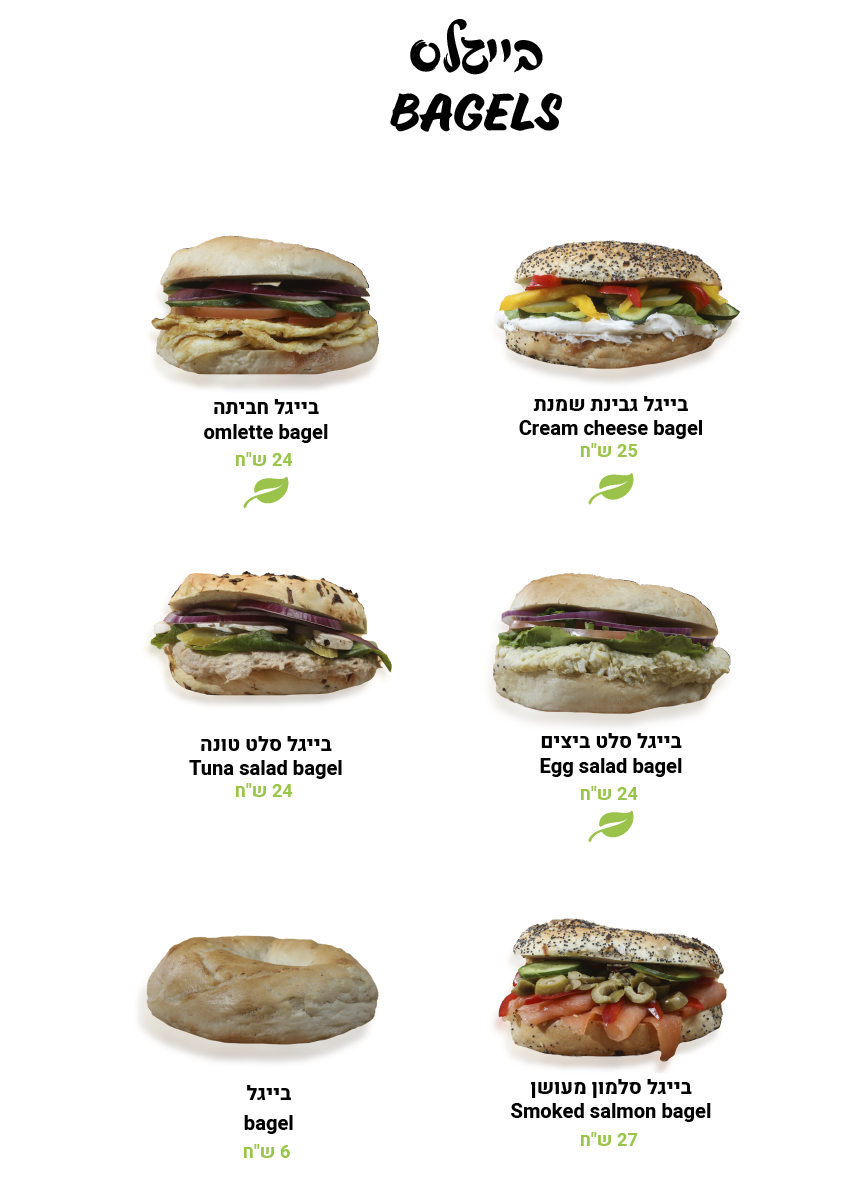 בייגלס
BAGELS
בייגל חביתה
omlette bagel
24 ש"ח
בייגל גבינת שמנת
Cream cheese bagel
25 ש"ח
בייגל סלט טונה
Tuna salad bagel
24 ש"ח
בייגל סלט ביצים
Egg salad bagel
24 ש"ח
בייגל
bagel
6 ש"ח
בייגל סלמון מעושן
Smoked salmon bagel
27 ש"ח